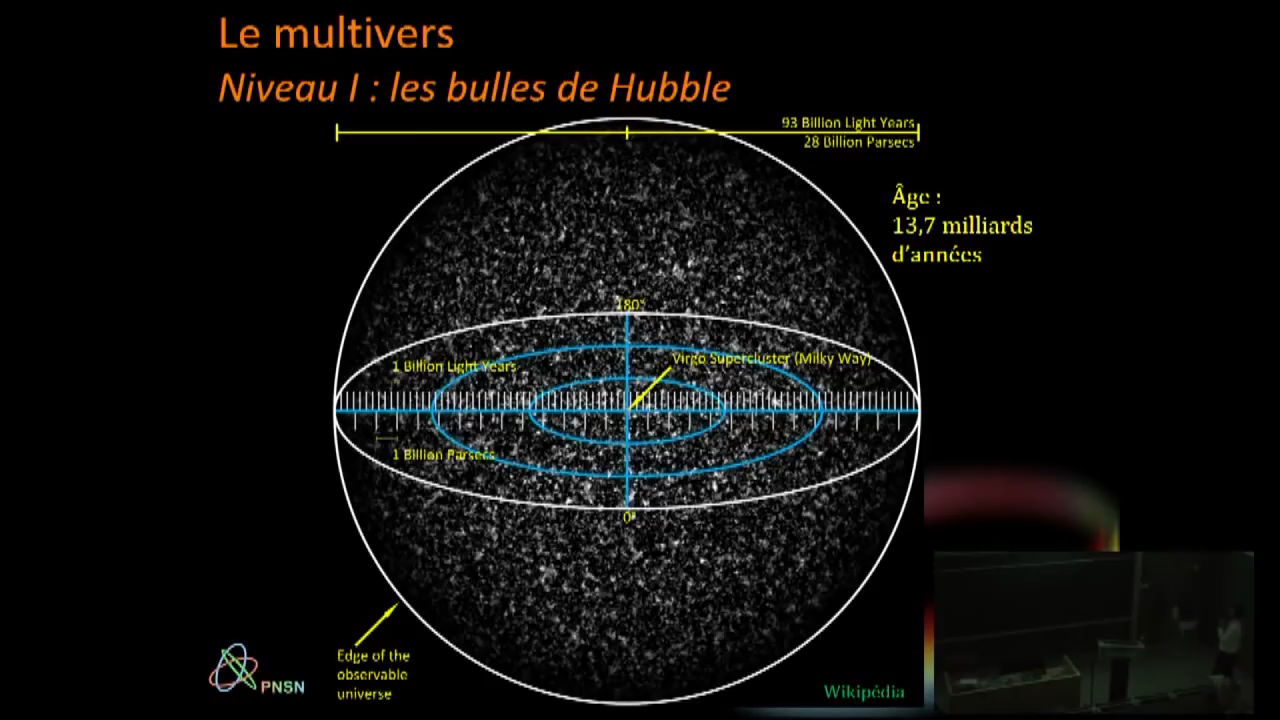 Le multivers
Niveau I : les bulles de Hubble
93 Billion Light Years
28 Billion Parsecs
Âge :
13,7 milliards
d'années
180°
1 Billion Light Years
Virgo Supercluster (Milky Way)
1 Billion Parsecs
0°
Edge of the
observable
universe
PNSN
Wikipédia